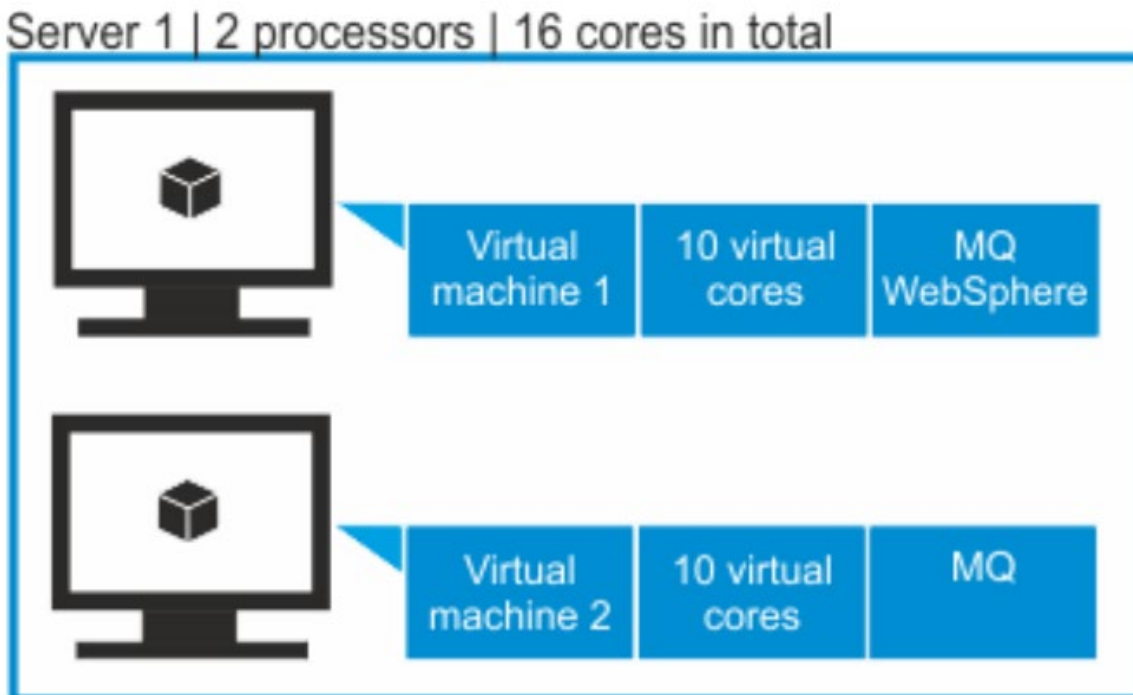 Server 1 | 2 processors | 16 cores in total
Virtual
machine 1
10 virtual
cores
MQ
WebSphere
Virtual
machine 2
10 virtual
cores
MQ